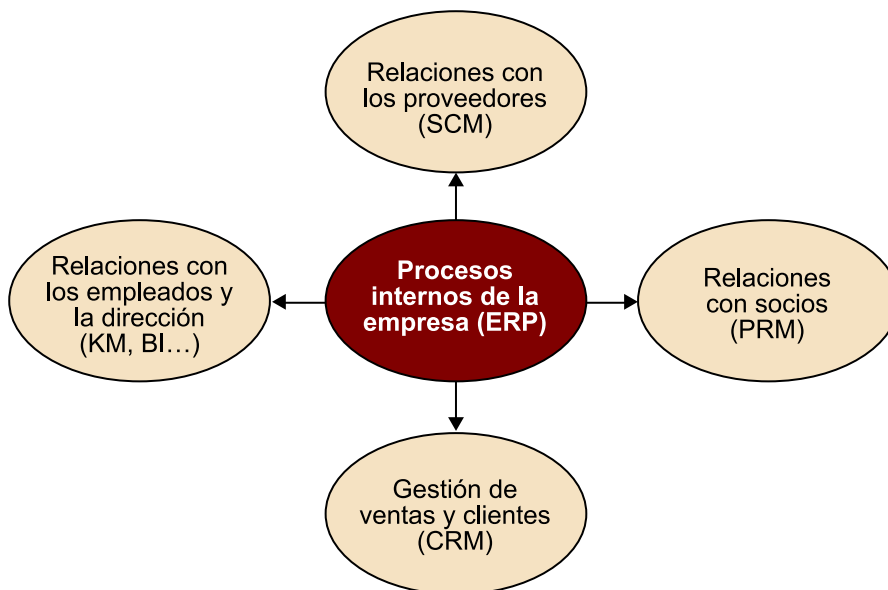 Relaciones con
los proveedores
(SCM)
Relaciones con
los empleados y
la dirección
(KM, BI…)
Procesos
internos de la
empresa (ERP)
Relaciones
con socios
(PRM)
Gestión de
ventas y clientes
(CRM)